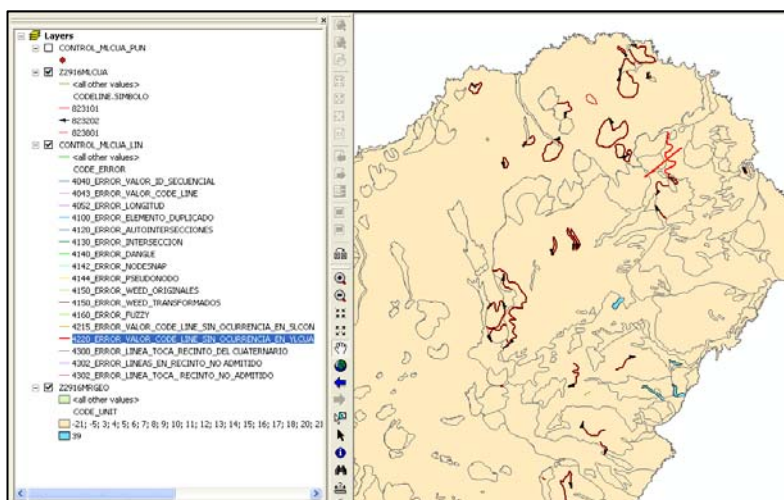 Layers
CONTROL_MLCUA_PUN
Z2916MLCUA
<all other values>
CODELINE.SIMBOLO
823101
823202
823801
CONTROL_MLCUA_LIN
<all other values>
CODE_ERROR
4040_ERROR_VALOR_ID_SECUENCIAL
4043_ERROR_VALOR_CODE_LINE
4052_ERROR_LONGITUD
4100_ERROR_ELEMENTO_DUPLICADO
4120_ERROR_AUTOINTERSECCIONES
4130_ERROR_INTERSECCION
4140_ERROR_DANGLE
4142_ERROR_NODESNAP
4144_ERROR_PSEUDONODO
4150_ERROR_WEED_ORIGINALES
4150_ERROR_WEED_TRANSFORMADOS
4160_ERROR_FUZZY
4215_ERROR_VALOR_CODE_LINE_SIN_OCURRENCIA_EN_SLCON
4220_ERROR_VALOR_CODE_LINE_SIN_OCURRENCIA_EN_YLCUA
4300_ERROR_LINEA_TOCA_RECINTO_DEL_CUATERNARIO
4302_ERROR_LINEAS_EN_RECINTO_NO_ADMITIDO
4302_ERROR_LINEA_TOCA_RECINTO_NO_ADMITIDO
Z2916MRGEO
<all other values>
CODE_UNIT
-21; -5; 3; 4; 5; 6; 7; 8; 9; 10; 11; 12; 13; 14; 15; 16; 17; 18; 20; 21
39